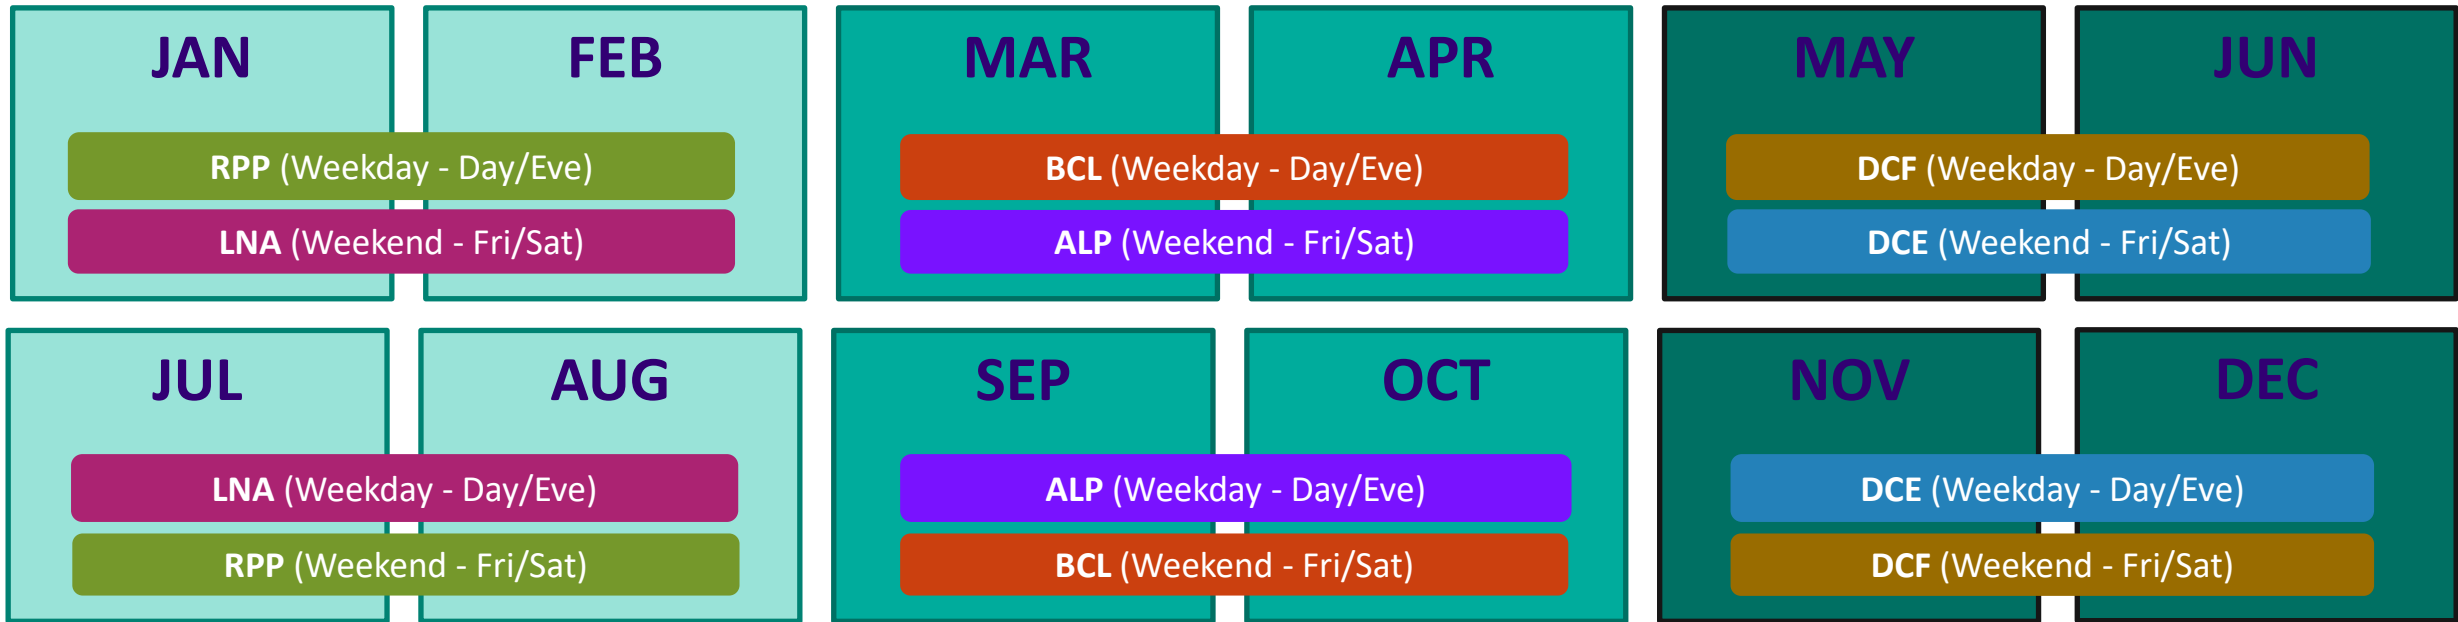 JAN FEB MAR APR MAY JUN
RPP (Weekday - Day/Eve) BCL (Weekday - Day/Eve) DCF (Weekday - Day/Eve)
LNA (Weekend - Fri/Sat) ALP (Weekend - Fri/Sat) DCE (Weekend - Fri/Sat)
JUL AUG SEP OCT NOV DEC
LNA (Weekday - Day/Eve) ALP (Weekday - Day/Eve) DCE (Weekday - Day/Eve)
RPP (Weekend - Fri/Sat) BCL (Weekend - Fri/Sat) DCF (Weekend - Fri/Sat)